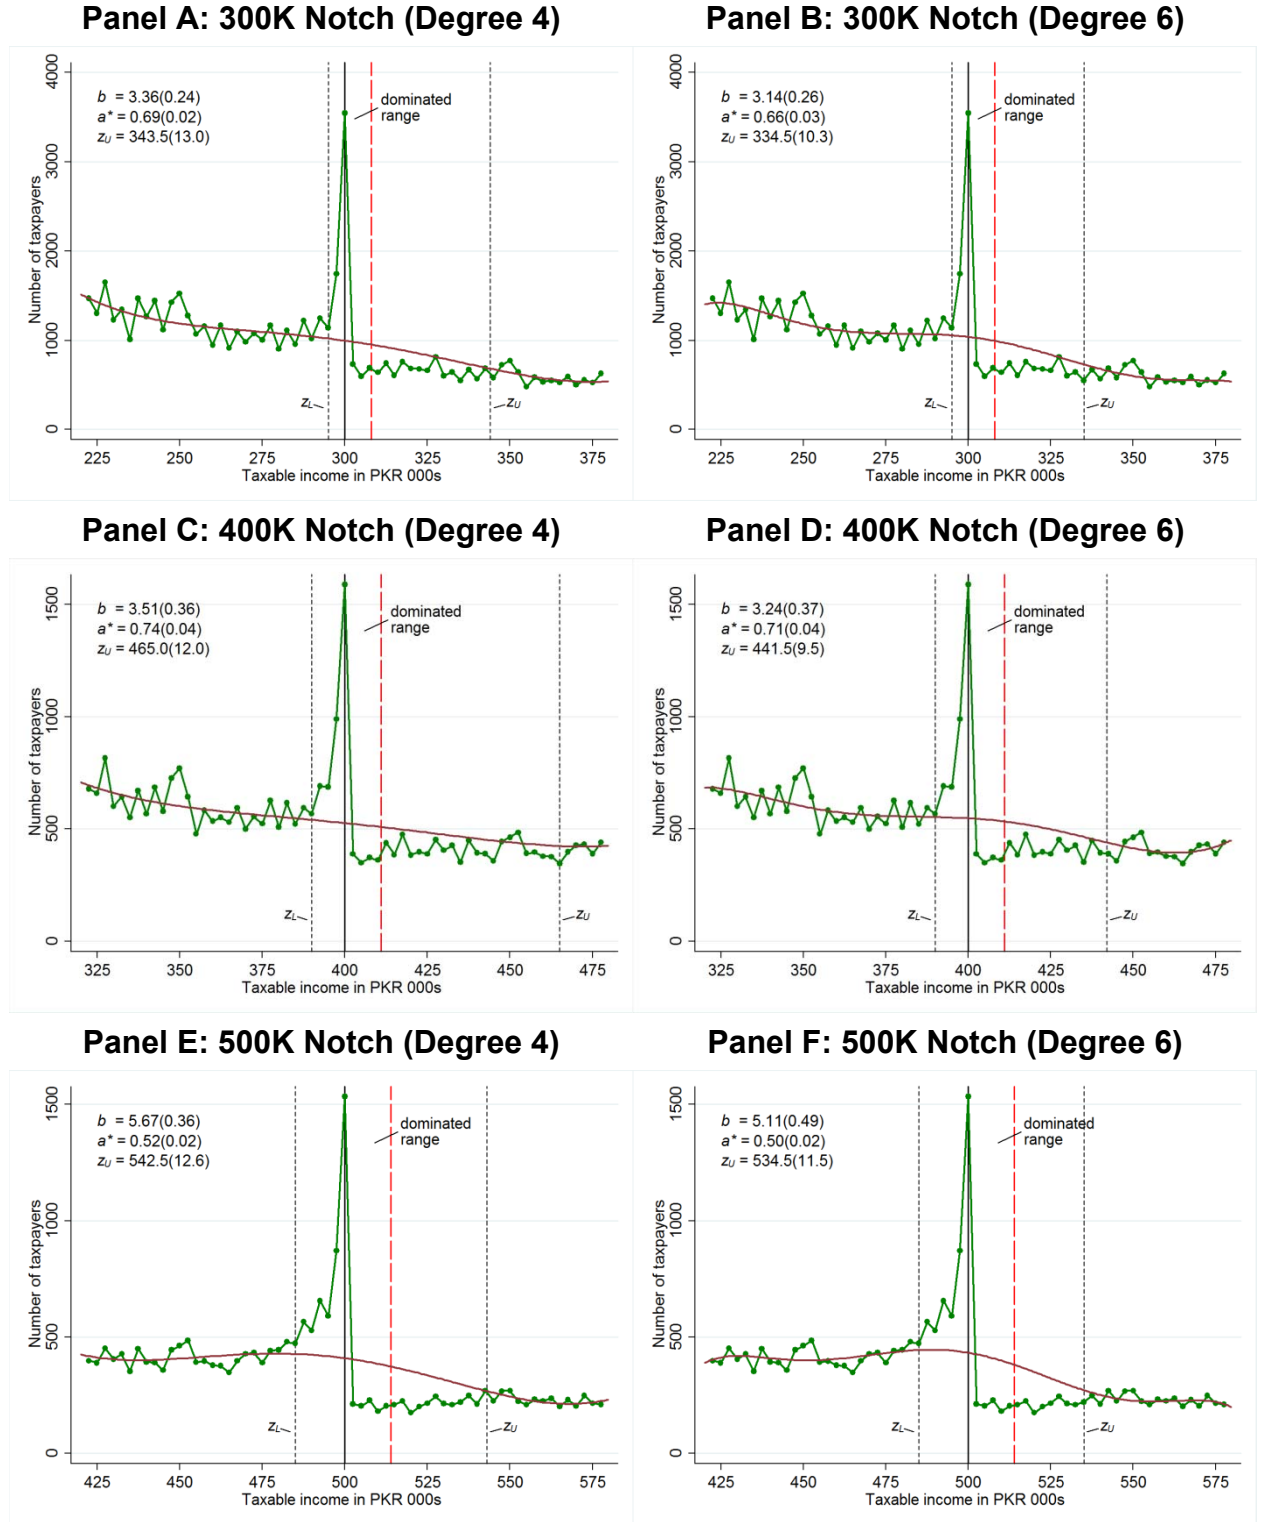 Panel A: 300K Notch (Degree 4)
Number of taxpayers
4000
3000
2000
1000
0
b = 3.36(0.24)
a* = 0.69(0.02)
zU = 343.5(13.0)
dominated
range
zL
zU
225 250 275 300 325 350 375
Taxable income in PKR 000s
Panel B: 300K Notch (Degree 6)
Number of taxpayers
4000
3000
2000
1000
0
b = 3.14(0.26)
a* = 0.66(0.03)
zU = 334.5(10.3)
dominated
range
zL
zU
225 250 275 300 325 350 375
Taxable income in PKR 000s
Panel C: 400K Notch (Degree 4)
Number of taxpayers
1500
1000
500
0
b = 3.51(0.36)
a* = 0.74(0.04)
zU = 465.0(12.0)
dominated
range
zL
zU
325 350 375 400 425 450 475
Taxable income in PKR 000s
Panel D: 400K Notch (Degree 6)
Number of taxpayers
1500
1000
500
0
b = 3.24(0.37)
a* = 0.71(0.04)
zU = 441.5(9.5)
dominated
range
zL
zU
325 350 375 400 425 450 475
Taxable income in PKR 000s
Panel E: 500K Notch (Degree 4)
Number of taxpayers
1500
1000
500
0
b = 5.67(0.36)
a* = 0.52(0.02)
zU = 542.5(12.6)
dominated
range
zL
zU
425 450 475 500 525 550 575
Taxable income in PKR 000s
Panel F: 500K Notch (Degree 6)
Number of taxpayers
1500
1000
500
0
b = 5.11(0.49)
a* = 0.50(0.02)
zU = 534.5(11.5)
dominated
range
zL
zU
425 450 475 500 525 550 575
Taxable income in PKR 000s